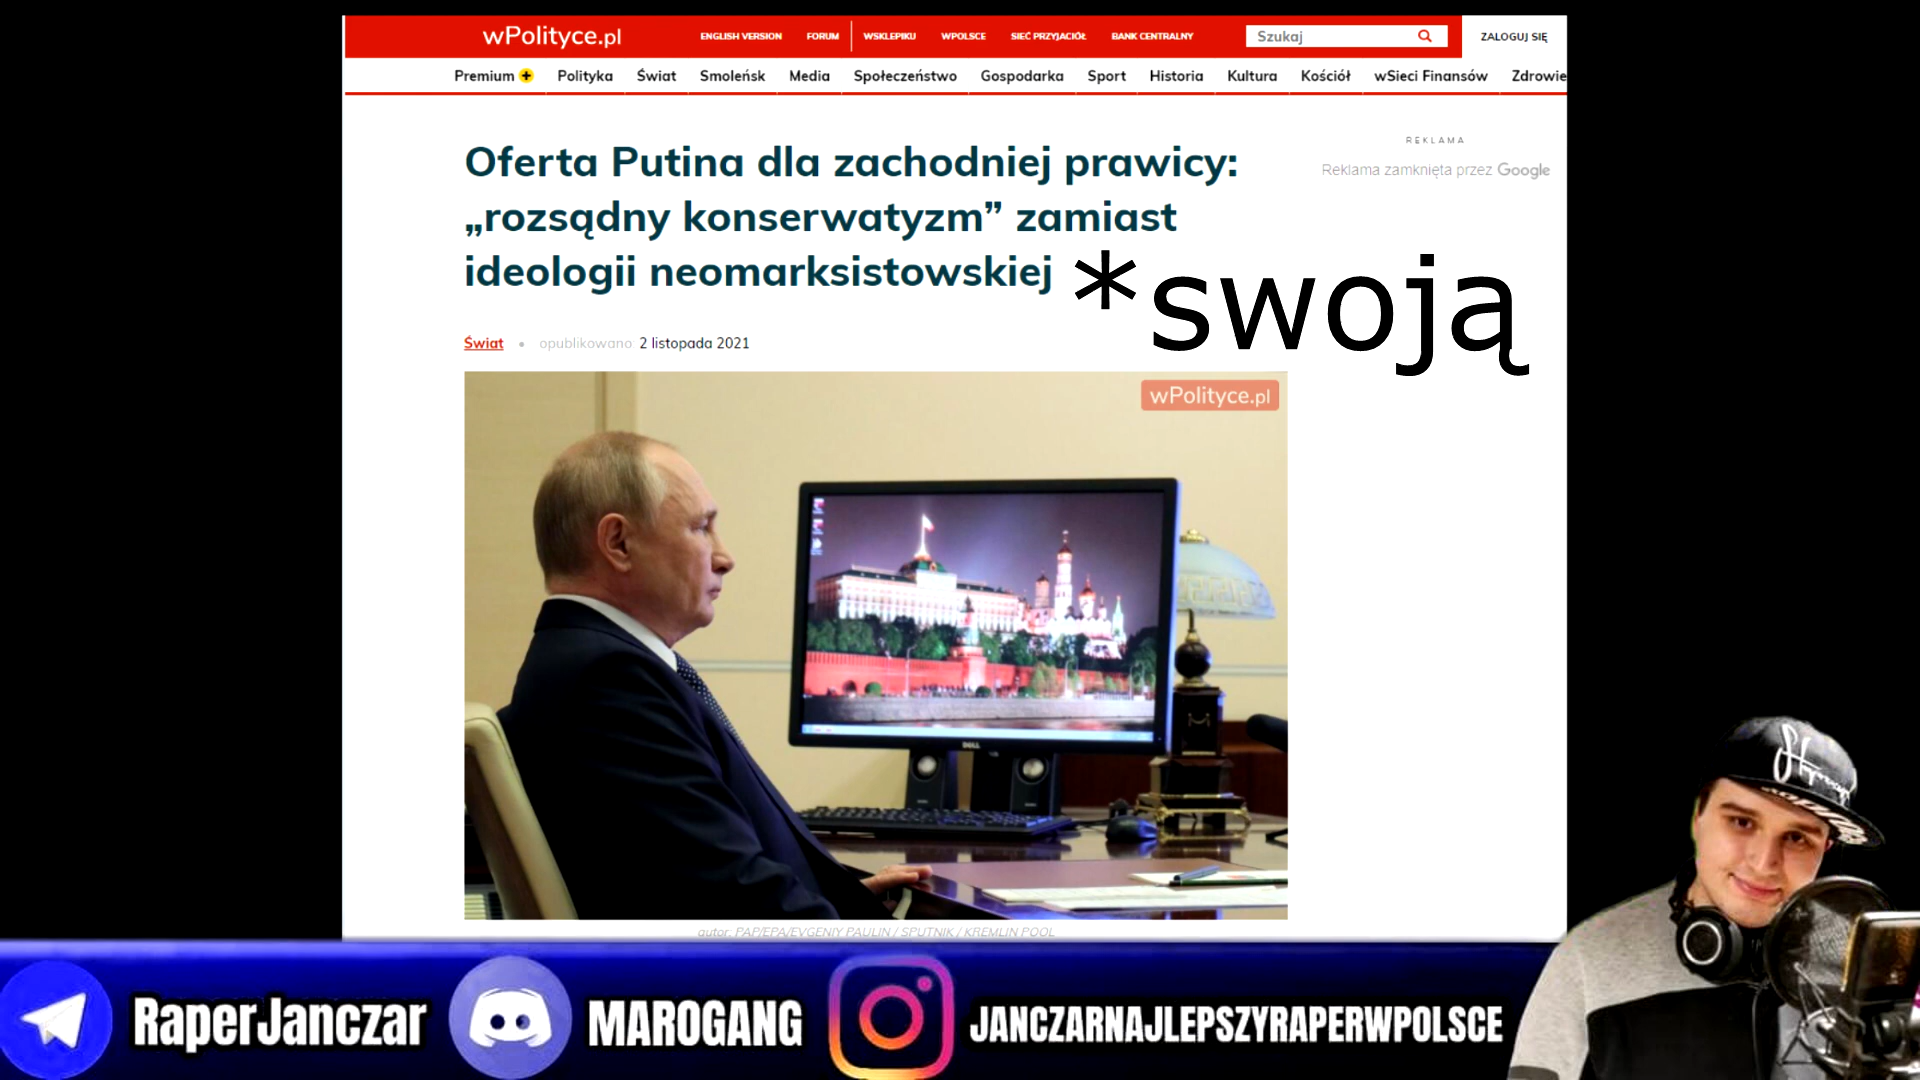 wPolityce.pl
ENGLISH VERSION FORUM WSKLEPIKU WPOLSCE SIEĆ PRZYJACIÓŁ BANK CENTRALNY Szukaj ZALOGUJ SIĘ
Premium + Polityka Świat Smoleńsk Media Społeczeństwo Gospodarka Sport Historia Kultura Kościół wSieci Finansów Zdrowie
REKLAMA
Reklama zamknięta przez Google
Oferta Putina dla zachodniej prawicy:
„rozsądny konserwatyzm” zamiast
ideologii neomarksistowskiej
*swoją
Świat • opublikowano 2 listopada 2021
wPolityce.pl
DELL
autor: PAP/EPA/EVGENIY PAULIN / SPUTNIK / KREMLIN POOL
RaperJanczar MAROGANG JANCZARNAJLEPSZYRAPERWPOLSCE